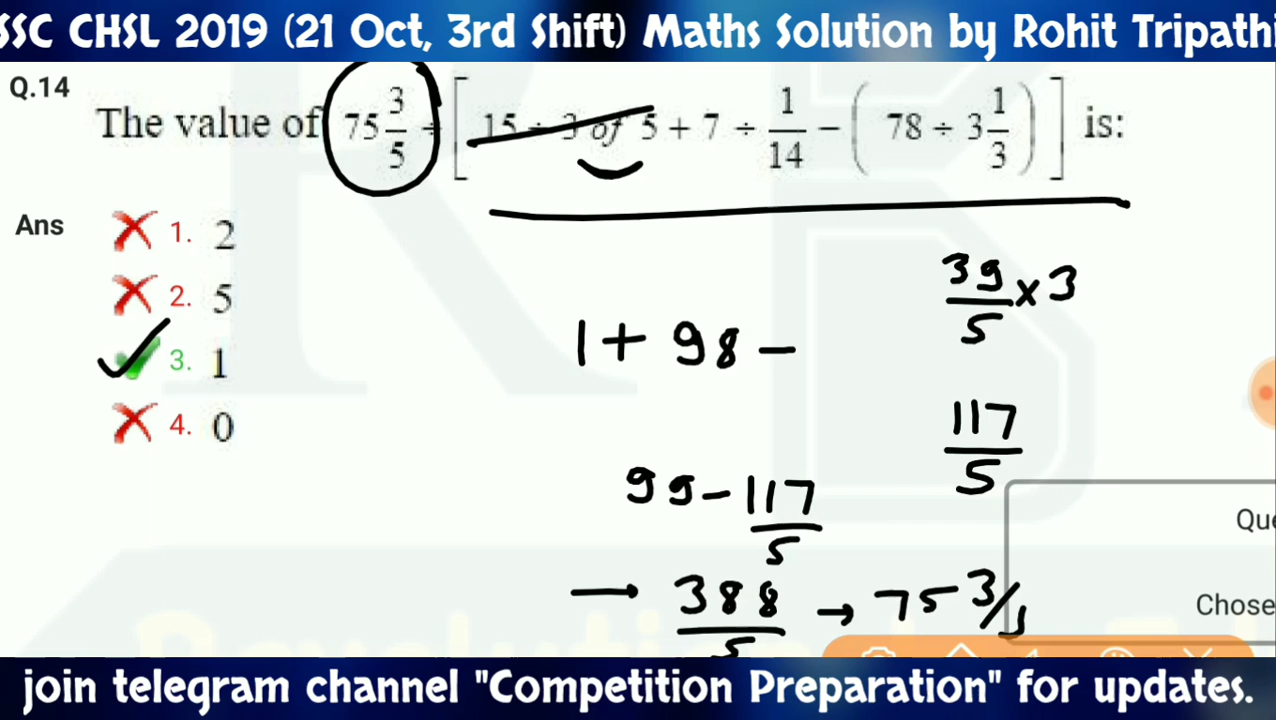 SSC CHSL 2019 (21 Oct, 3rd Shift) Maths Solution by Rohit Tripathi
Q.14
The value of 75 3/5 ÷ [ 15 ÷ 3 of 5 + 7 ÷ 1/14 − ( 78 ÷ 3 1/3 ) ] is:
Ans
1. 2
2. 5
3. 1
4. 0
39/5 × 3
1 + 98 −
117/5
99 − 117/5
→ 388/5 → 75 3/5
Que
Chose
join telegram channel "Competition Preparation" for updates.